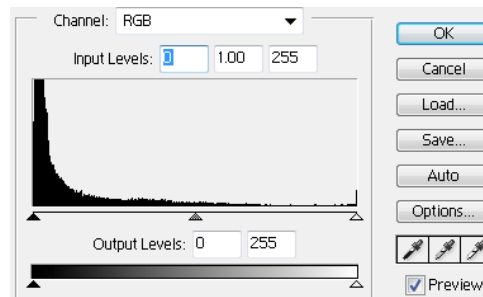 Channel: RGB
OK
Input Levels: 0 1.00 255
Cancel
Load...
Save...
Auto
Options...
Output Levels: 0 255
Preview